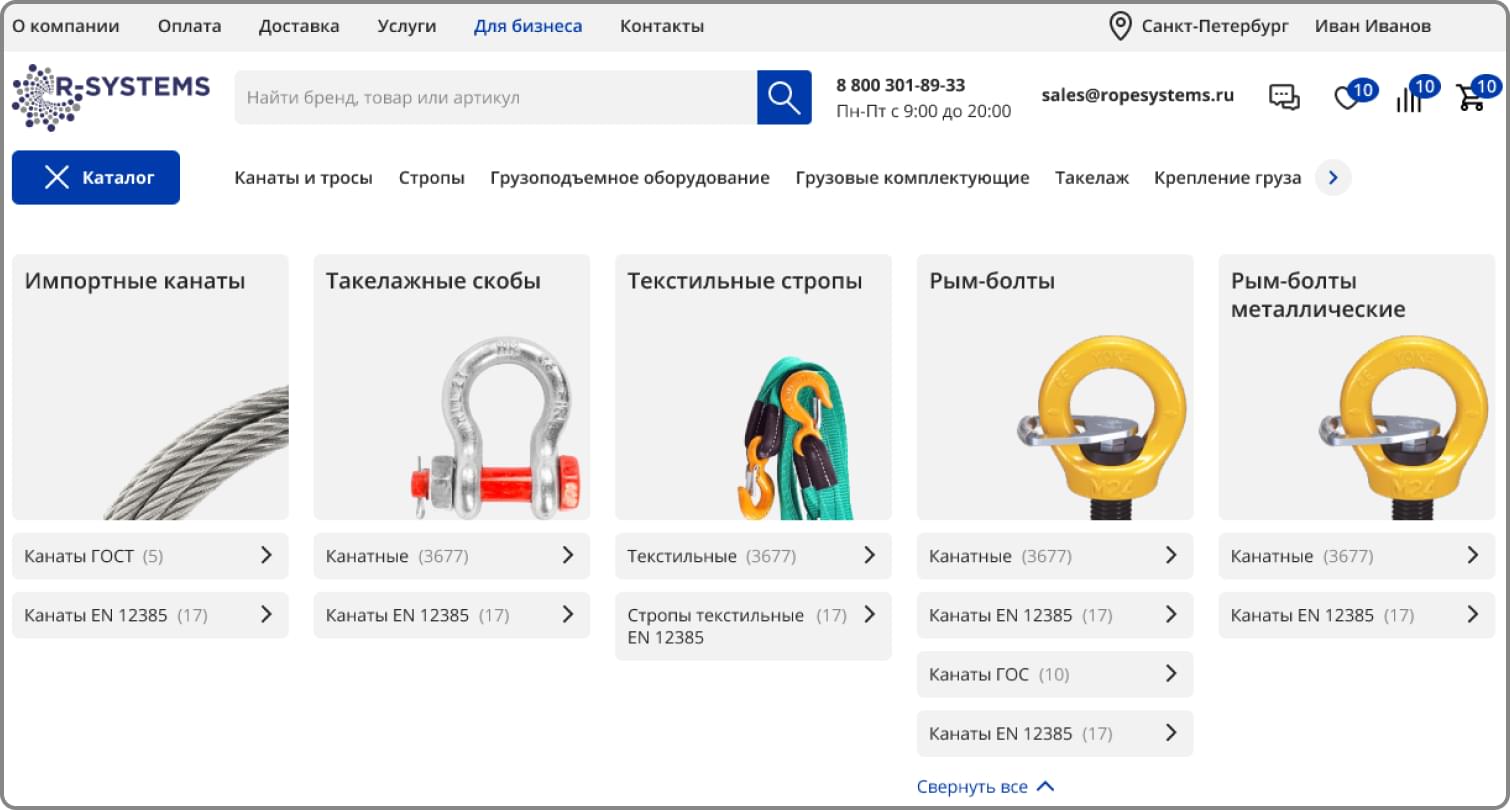 О компании Оплата Доставка Услуги Для бизнеса Контакты Санкт-Петербург Иван Иванов
R-SYSTEMS
Найти бренд, товар или артикул
8 800 301-89-33
Пн-Пт с 9:00 до 20:00
sales@ropesystems.ru
10 10 10
Каталог Канаты и тросы Стропы Грузоподъемное оборудование Грузовые комплектующие Такелаж Крепление груза
Импортные канаты
Канаты ГОСТ (5)
Канаты EN 12385 (17)
Такелажные скобы
Канатные (3677)
Канаты EN 12385 (17)
Текстильные стропы
Текстильные (3677)
Стропы текстильные (17)
EN 12385
Рым-болты
YOKE
M24
Канатные (3677)
Канаты EN 12385 (17)
Канаты ГОС (10)
Канаты EN 12385 (17)
Свернуть все
Рым-болты
металлические
YOKE
M24
Канатные (3677)
Канаты EN 12385 (17)